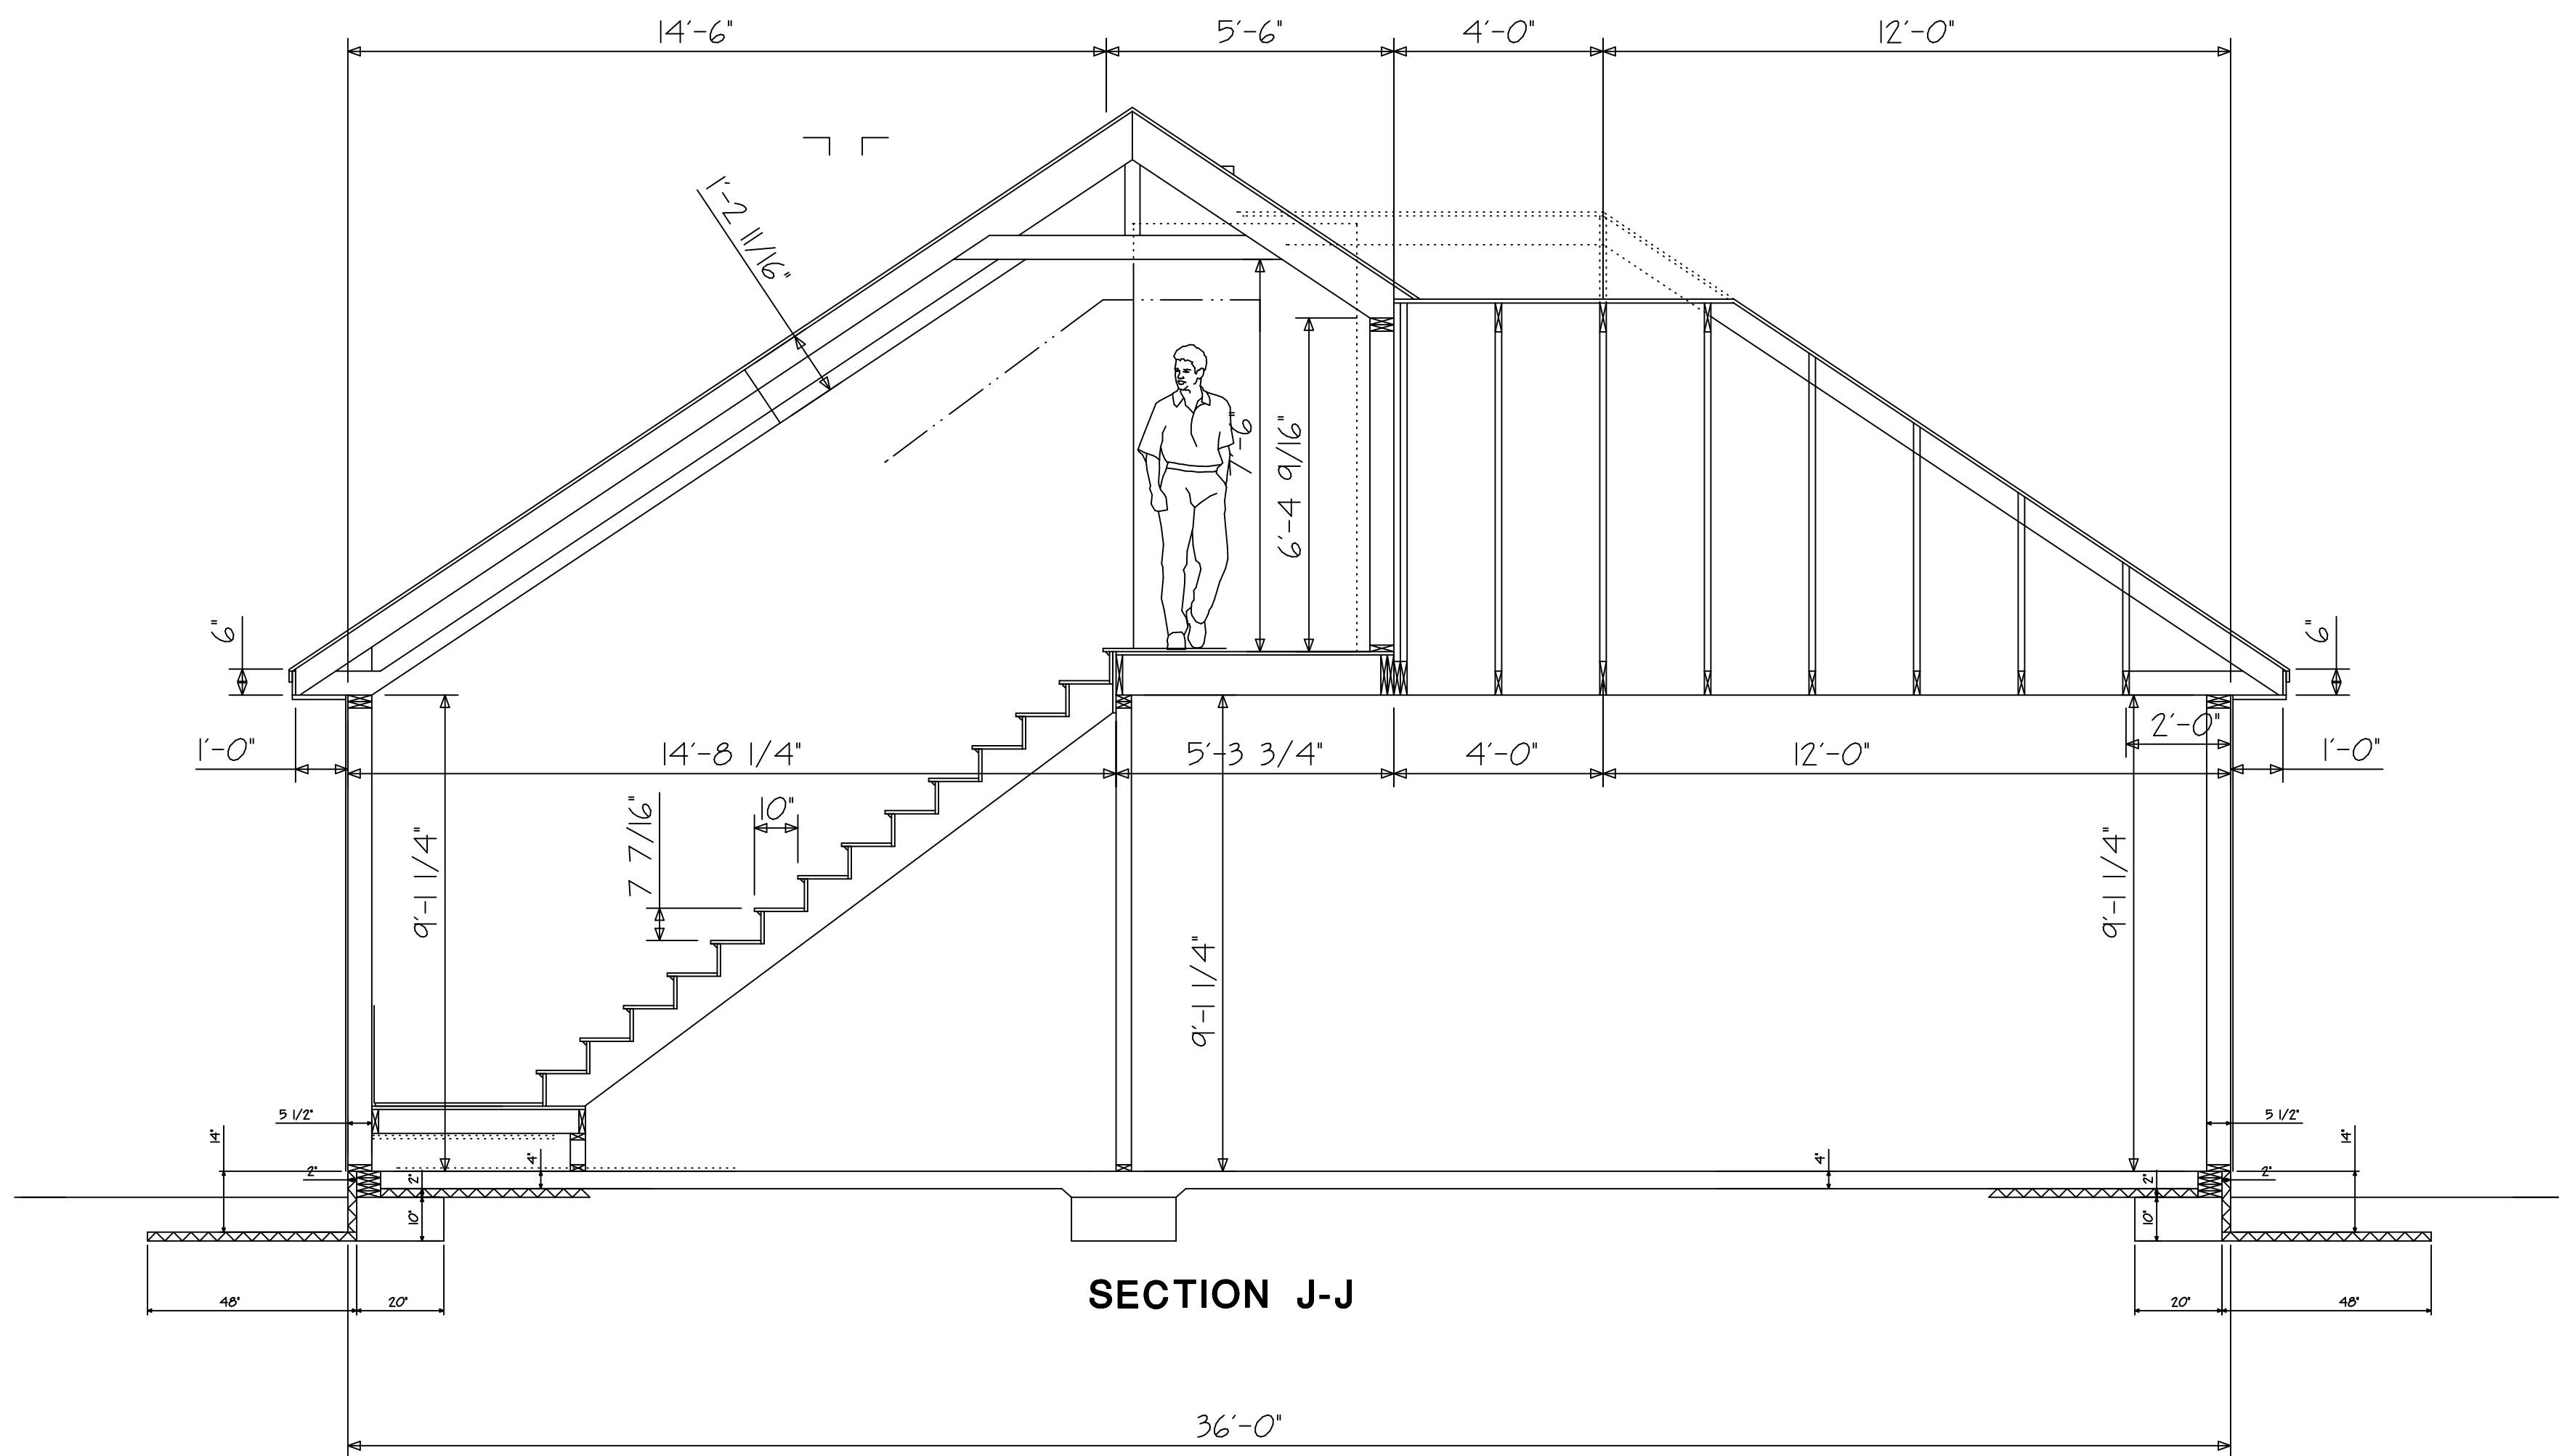 14'-6" 5'-6" 4'-0" 12'-0"
1'-2 11/16"
7'-6"
6'-4 9/16"
6" 6"
1'-0" 14'-8 1/4" 5'-3 3/4" 4'-0" 12'-0" 2'-0" 1'-0"
7 7/16" 10"
9'-1 1/4" 9'-1 1/4" 9'-1 1/4"
5 1/2" 5 1/2"
14" 4" 4" 14"
2" 2" 2" 2"
10" 10"
48" 20" 20" 48"
SECTION J-J
36'-0"